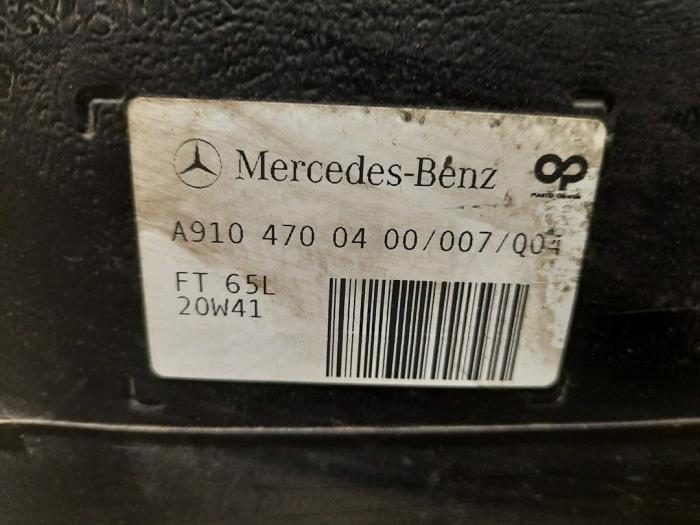 Mercedes-Benz
A910 470 04 00/007/Q04
FT 65L
20W41